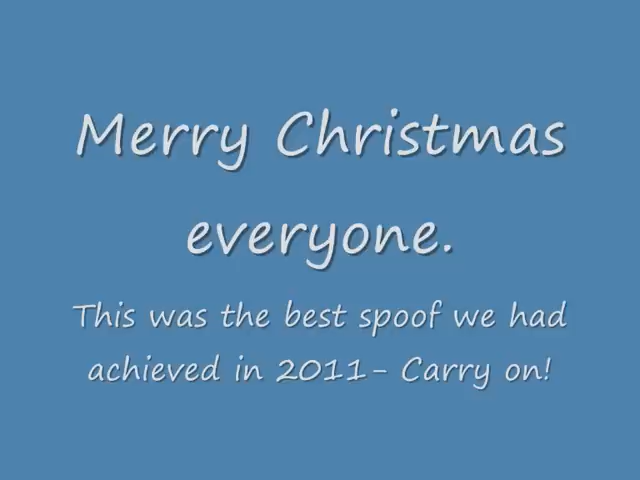 Merry Christmas
everyone.
This was the best spoof we had
achieved in 2011- Carry on!